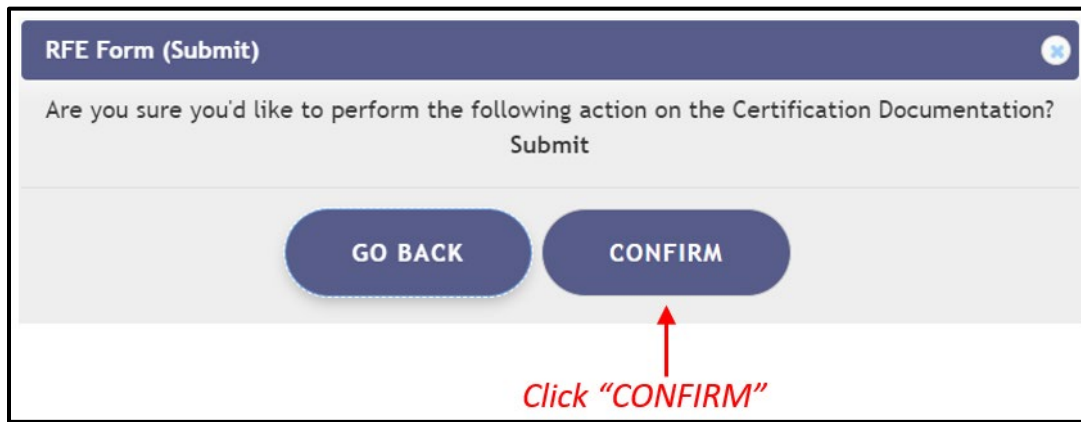 RFE Form (Submit)
Are you sure you'd like to perform the following action on the Certification Documentation?
Submit
GO BACK CONFIRM
Click “CONFIRM”